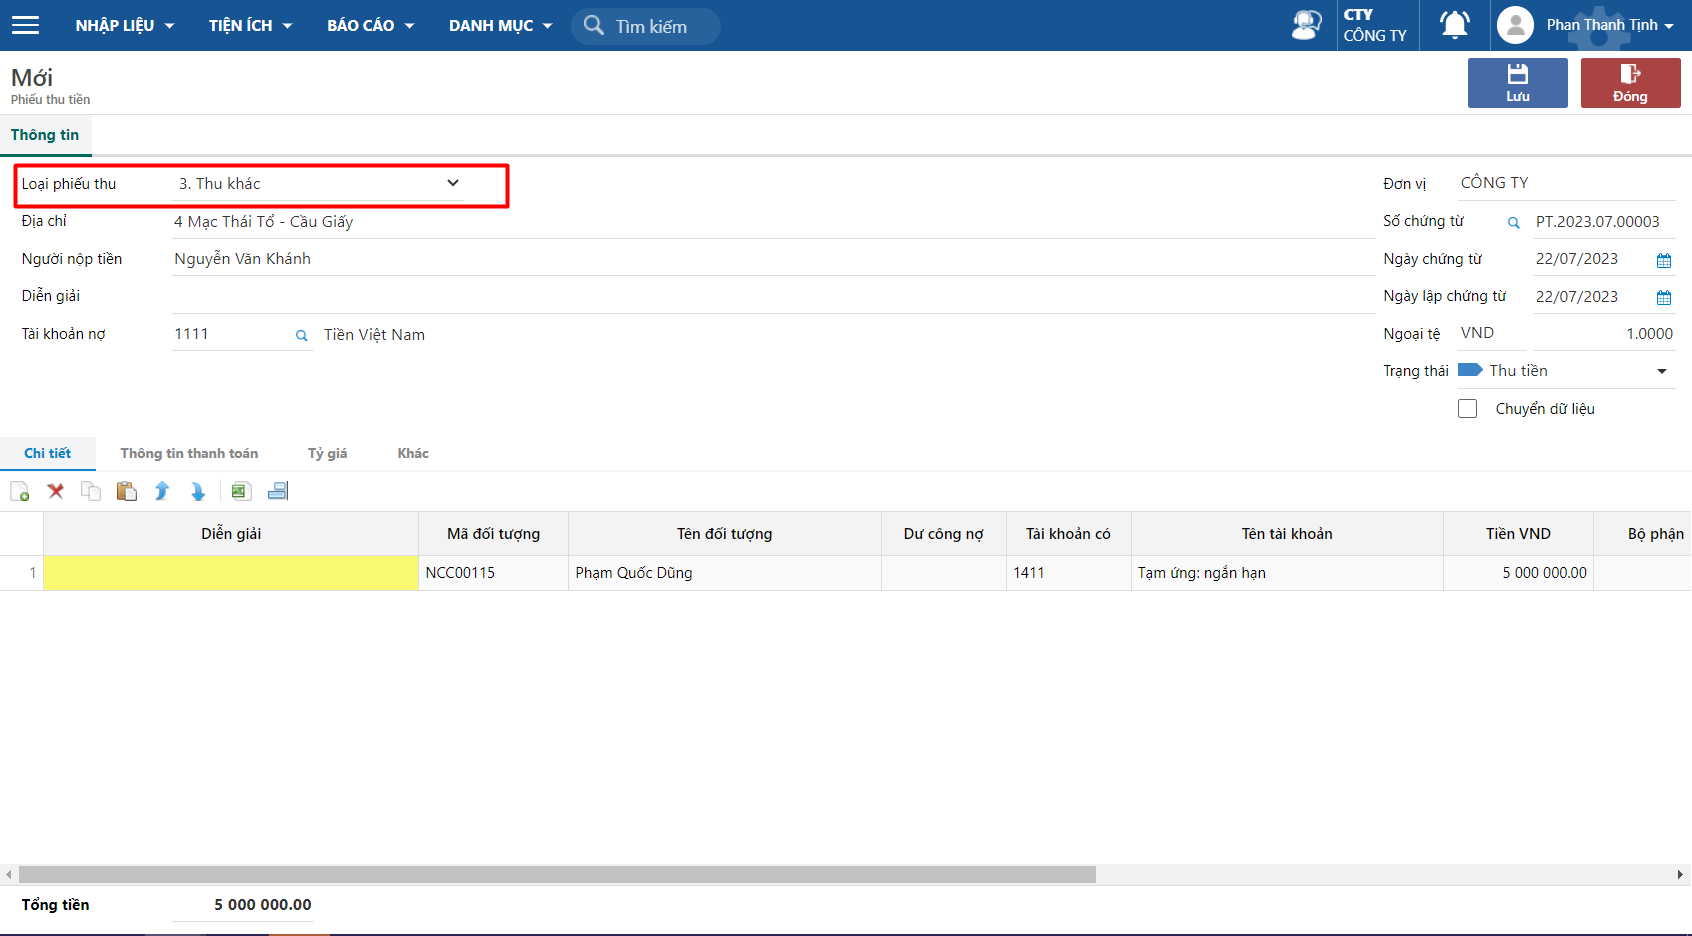 NHẬP LIỆU TIỆN ÍCH BÁO CÁO DANH MỤC Tìm kiếm CTY CÔNG TY Phan Thanh Tịnh
Mới
Phiếu thu tiền
Lưu Đóng
Thông tin
Loại phiếu thu 3. Thu khác Đơn vị CÔNG TY
Địa chỉ 4 Mạc Thái Tổ - Cầu Giấy Số chứng từ PT.2023.07.00003
Người nộp tiền Nguyễn Văn Khánh Ngày chứng từ 22/07/2023
Diễn giải Ngày lập chứng từ 22/07/2023
Tài khoản nợ 1111 Tiền Việt Nam Ngoại tệ VND 1.0000
Trạng thái Thu tiền
Chuyển dữ liệu
Chi tiết Thông tin thanh toán Tỷ giá Khác
Diễn giải Mã đối tượng Tên đối tượng Dư công nợ Tài khoản có Tên tài khoản Tiền VND Bộ phận
1 NCC00115 Phạm Quốc Dũng 1411 Tạm ứng: ngắn hạn 5 000 000.00
Tổng tiền 5 000 000.00